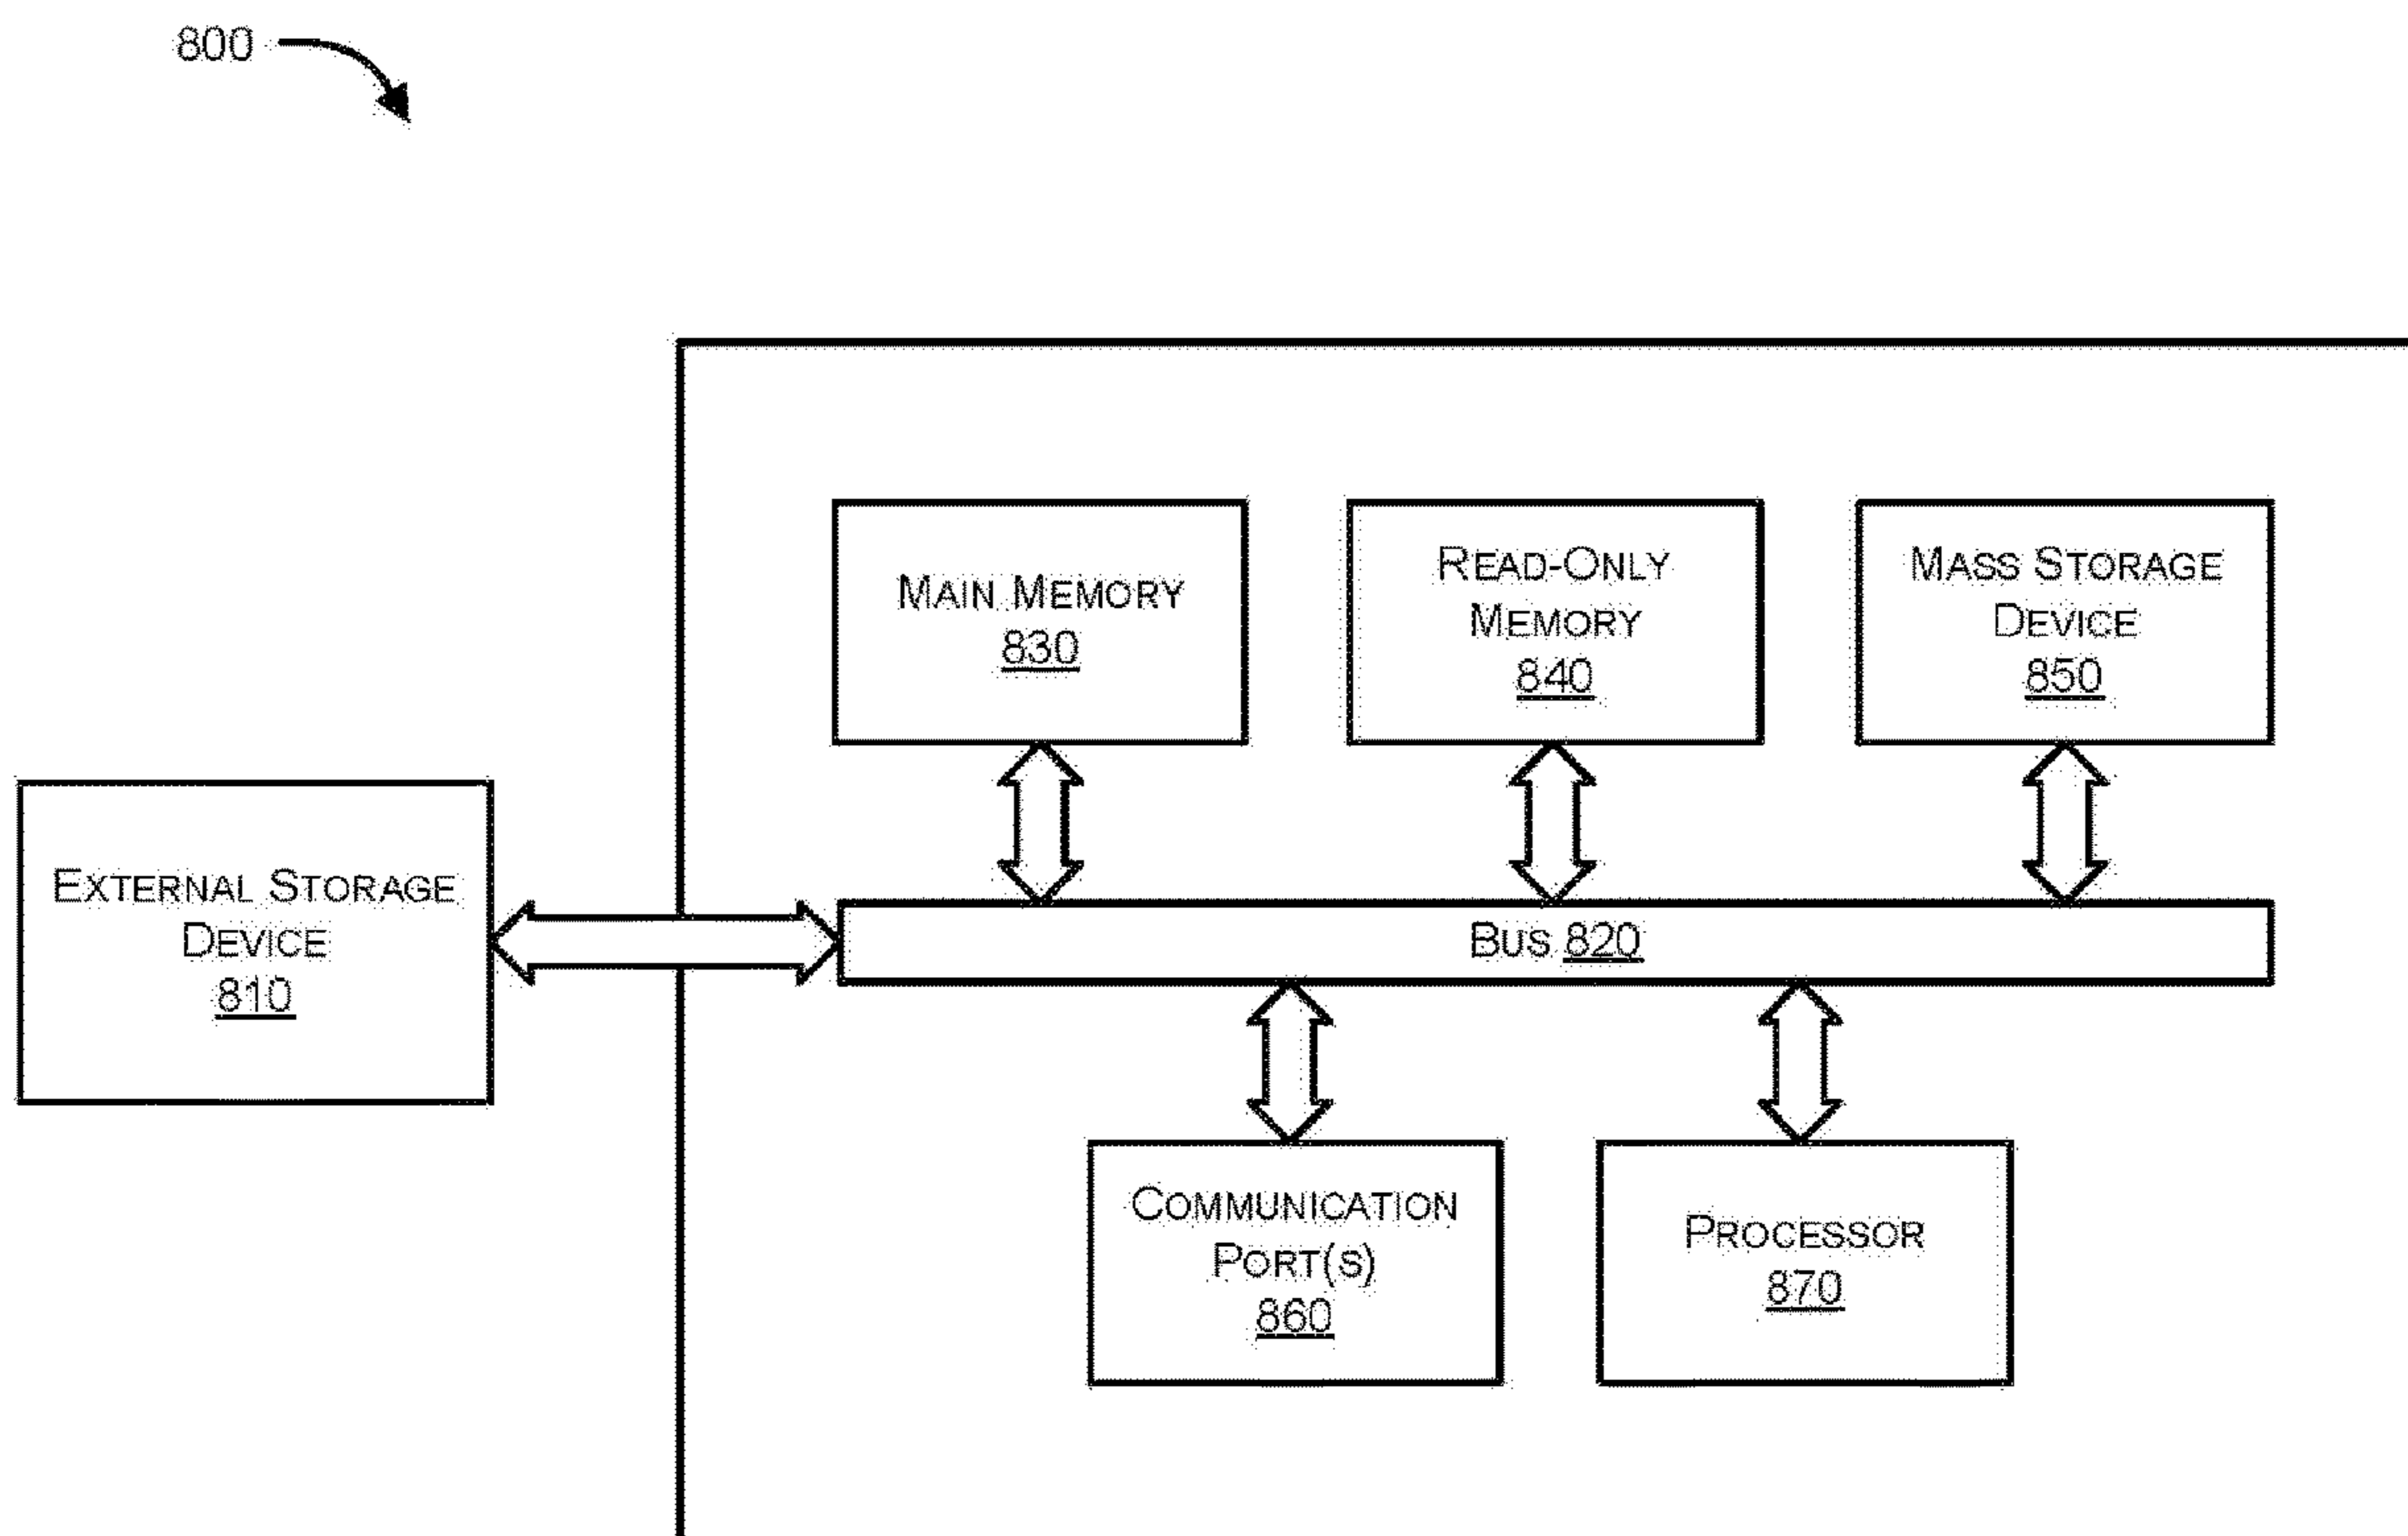 800
MAIN MEMORY
830
READ-ONLY
MEMORY
840
MASS STORAGE
DEVICE
850
EXTERNAL STORAGE
DEVICE
810
BUS 820
COMMUNICATION
PORT(S)
860
PROCESSOR
870